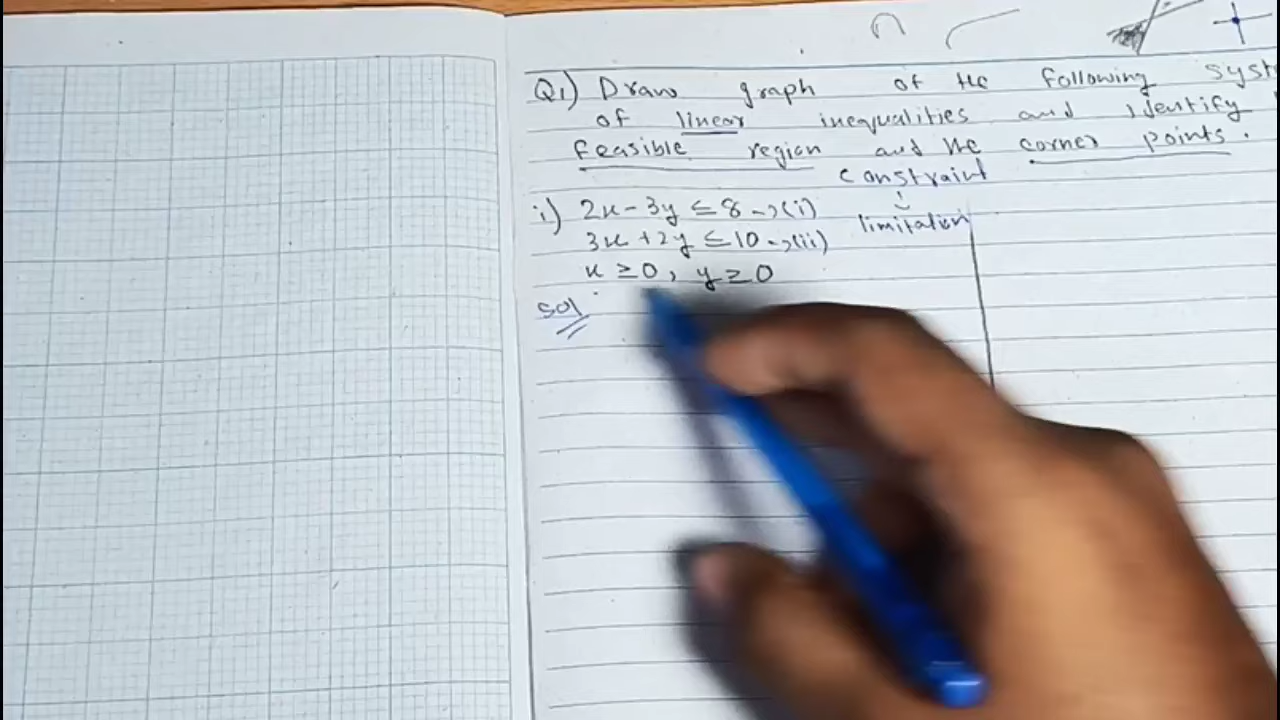 Q1) Draw graph of the following syst
of linear inequalities and identify
feasible region and the corner points.
constraint
i) 2x - 3y ≤ 8 → (i)
limitation
3x + 2y ≤ 10 → (ii)
x ≥ 0, y ≥ 0
Sol